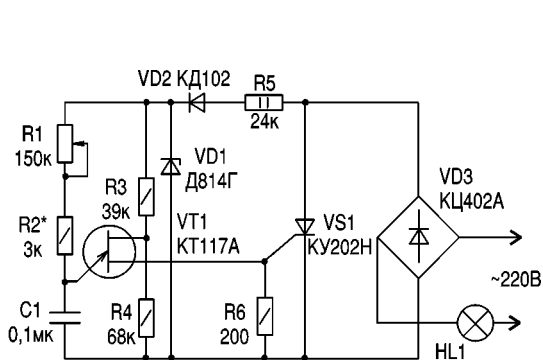 VD2 КД102
R5
24к
R1
150к
VD1
Д814Г
R3
39к
VD3
КЦ402А
R2*
3к
VT1
КТ117А
VS1
КУ202Н
~220В
C1
0,1мк
R4
68к
R6
200
HL1